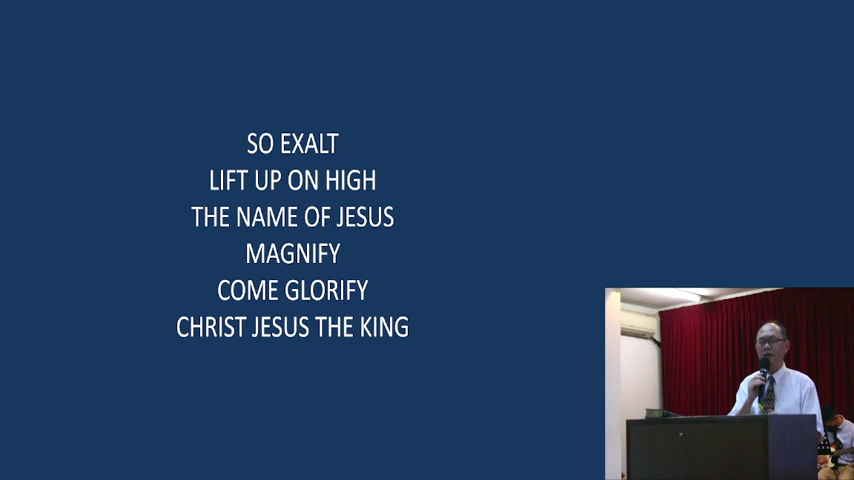 SO EXALT
LIFT UP ON HIGH
THE NAME OF JESUS
MAGNIFY
COME GLORIFY
CHRIST JESUS THE KING